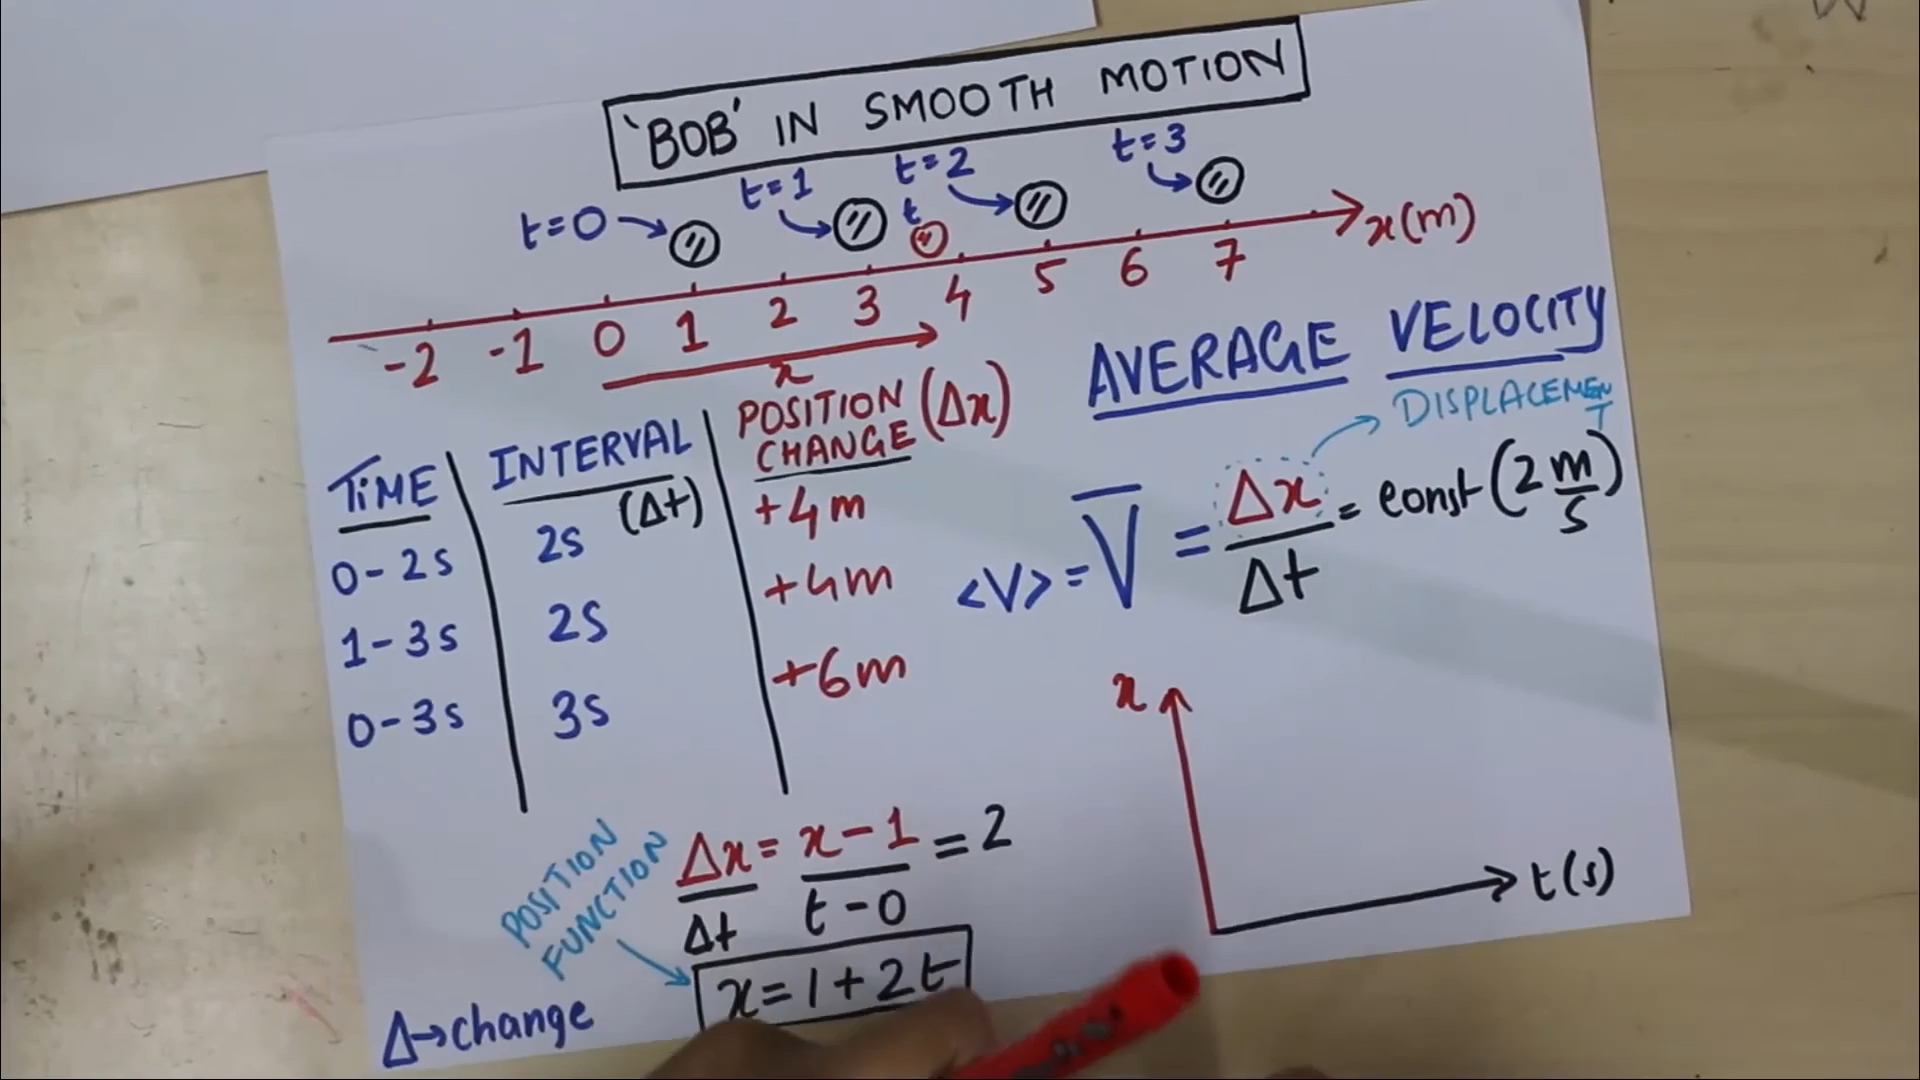 'BOB' IN SMOOTH MOTION
t=0 t=1 t=2 t=3
t
x(m)
-2 -1 0 1 2 3 4 5 6 7
x
AVERAGE VELOCITY
DISPLACEMENT
TIME INTERVAL (Δt) POSITION CHANGE (Δx)
0-2s 2s +4m
1-3s 2s +4m
0-3s 3s +6m
<V> = V̅ = Δx/Δt = const (2 m/s)
x
t(s)
POSITION
FUNCTION
Δx/Δt = x-1/t-0 = 2
x=1+2t
Δ→change